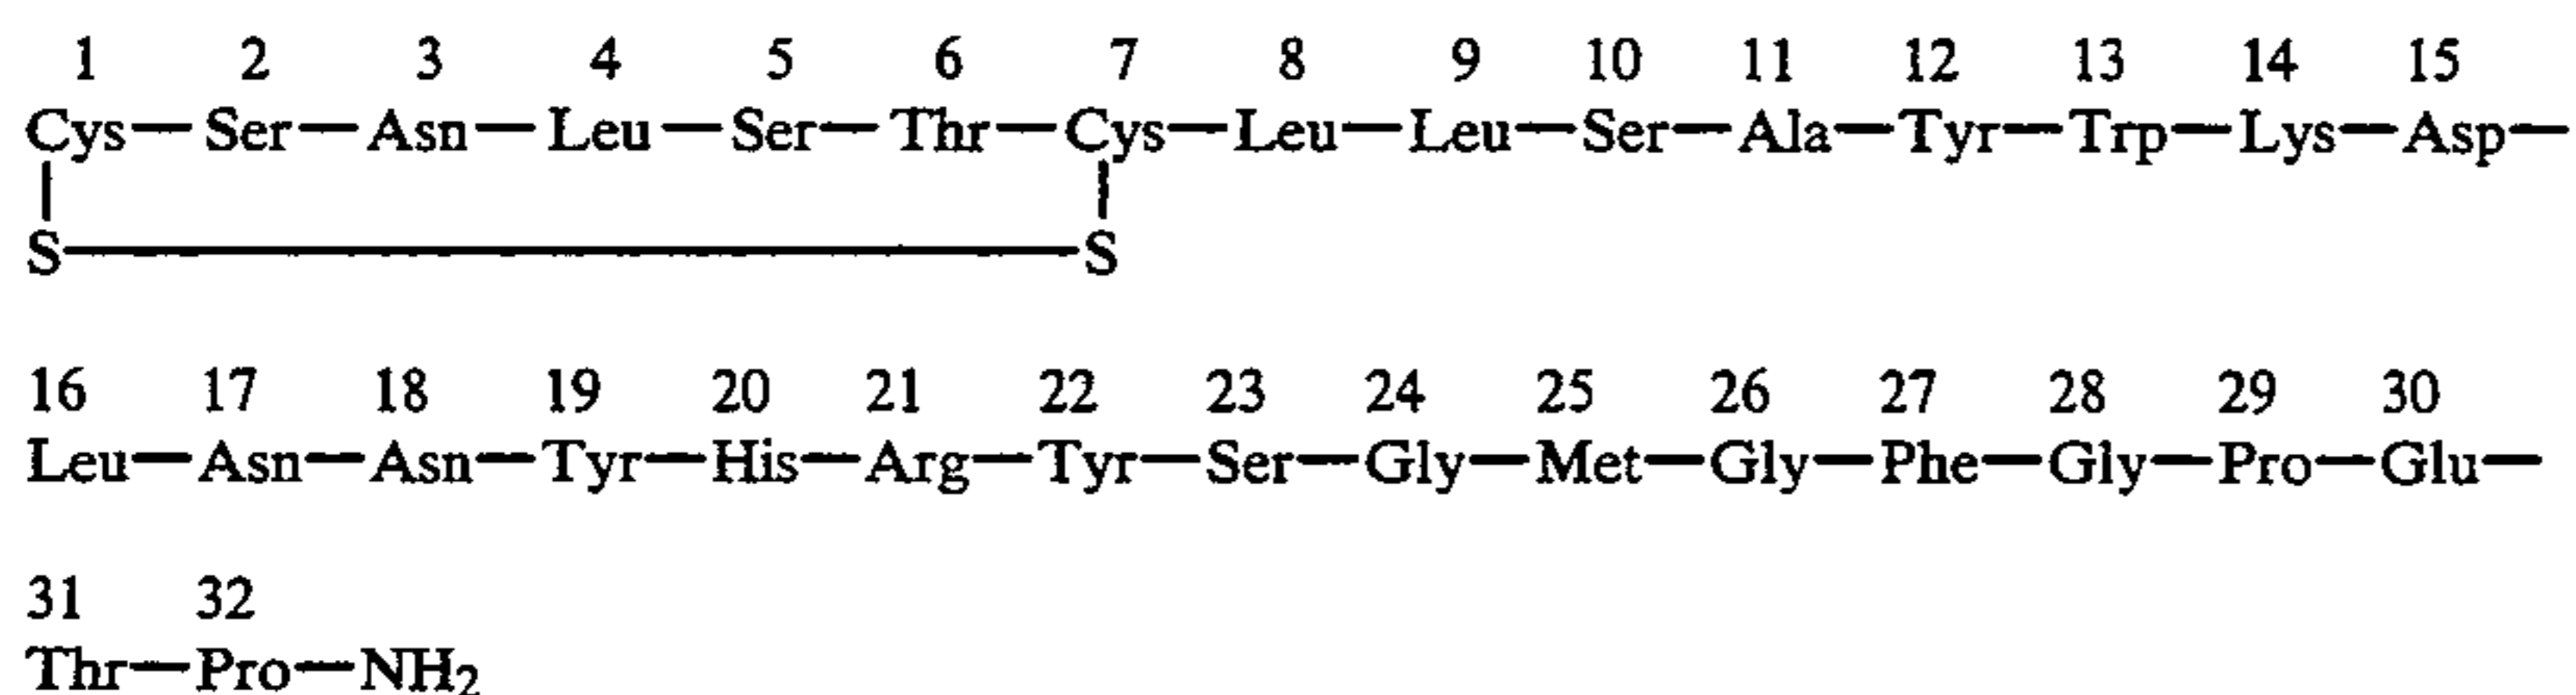 1 2 3 4 5 6 7 8 9 10 11 12 13 14 15
Cys—Ser—Asn—Leu—Ser—Thr—Cys—Leu—Leu—Ser—Ala—Tyr—Trp—Lys—Asp—
S S
16 17 18 19 20 21 22 23 24 25 26 27 28 29 30
Leu—Asn—Asn—Tyr—His—Arg—Tyr—Ser—Gly—Met—Gly—Phe—Gly—Pro—Glu—
31 32
Thr—Pro—NH₂